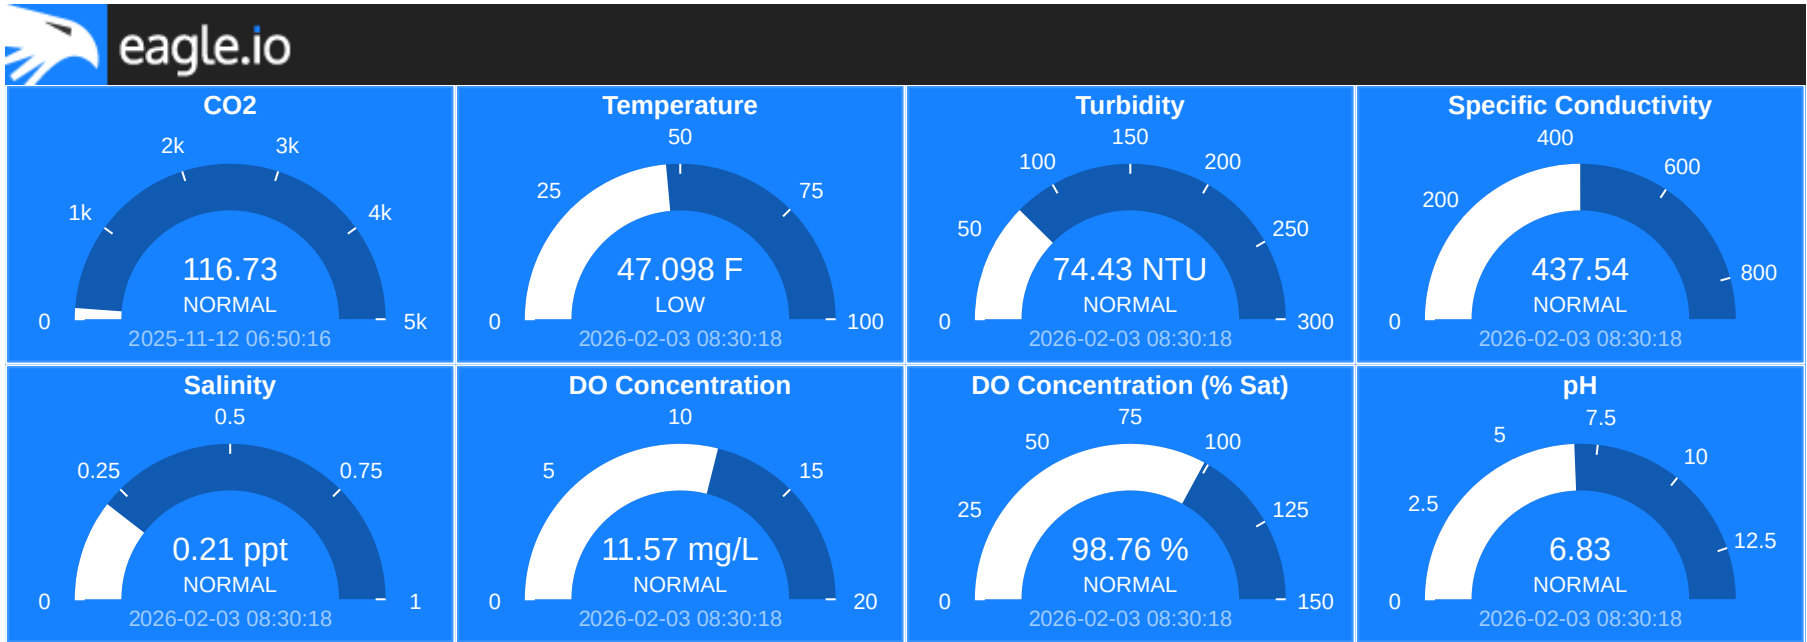 eagle.io
CO2
2k
3k
1k
4k
0
5k
116.73
NORMAL
2025-11-12 06:50:16
Temperature
50
25
75
0
100
47.098 F
LOW
2026-02-03 08:30:18
Turbidity
150
100
200
50
250
0
300
74.43 NTU
NORMAL
2026-02-03 08:30:18
Specific Conductivity
400
600
200
800
0
437.54
NORMAL
2026-02-03 08:30:18
Salinity
0.5
0.25
0.75
0
1
0.21 ppt
NORMAL
2026-02-03 08:30:18
DO Concentration
10
5
15
0
20
11.57 mg/L
NORMAL
2026-02-03 08:30:18
DO Concentration (% Sat)
75
50
100
25
125
0
150
98.76 %
NORMAL
2026-02-03 08:30:18
pH
7.5
5
10
2.5
12.5
0
6.83
NORMAL
2026-02-03 08:30:18